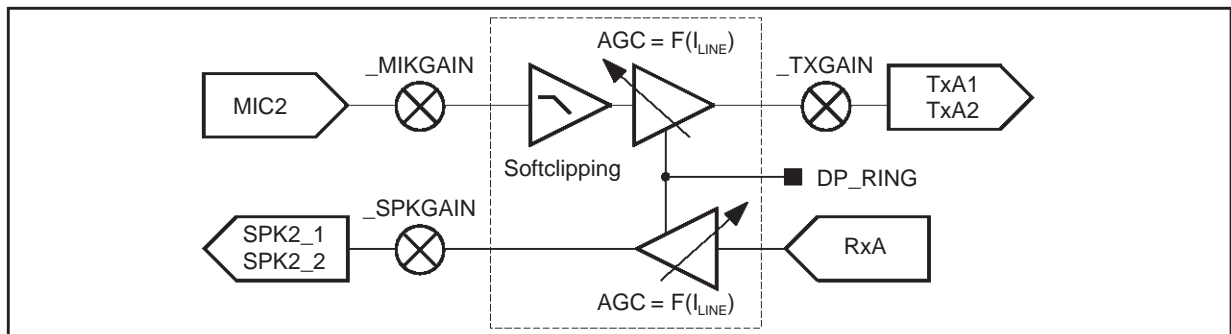 AGC = F(I_LINE)
_MIKGAIN
_TXGAIN
MIC2
TxA1
TxA2
Softclipping
DP_RING
_SPKGAIN
SPK2_1
SPK2_2
RxA
AGC = F(I_LINE)